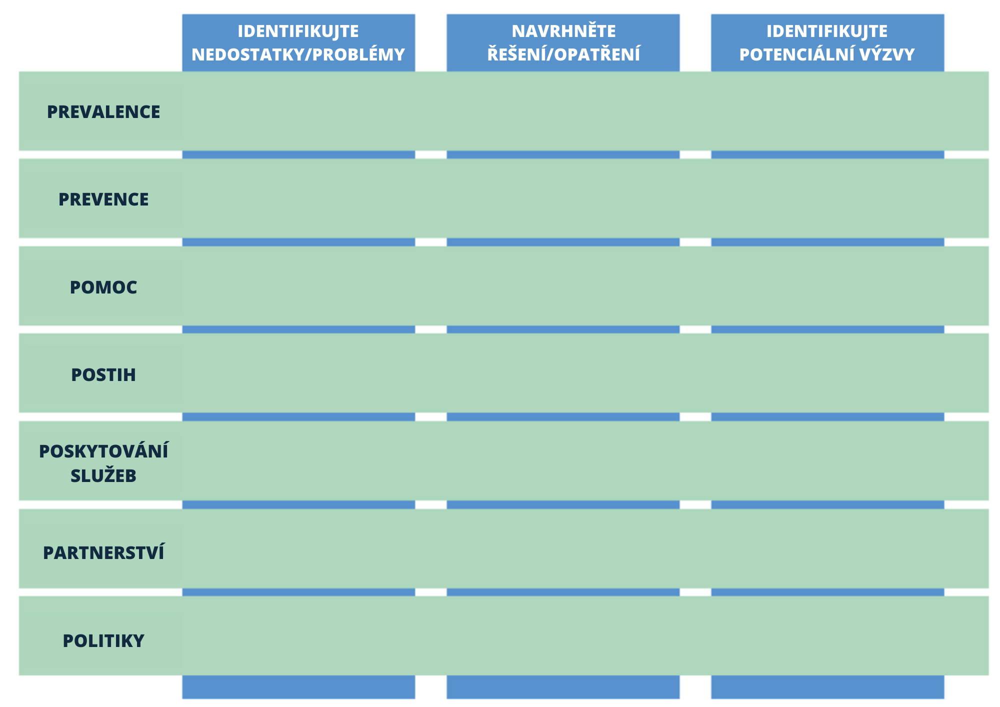 IDENTIFIKUJTE
NEDOSTATKY/PROBLÉMY
NAVRHNĚTE
ŘEŠENÍ/OPATŘENÍ
IDENTIFIKUJTE
POTENCIÁLNÍ VÝZVY
PREVALENCE
PREVENCE
POMOC
POSTIH
POSKYTOVÁNÍ
SLUŽEB
PARTNERSTVÍ
POLITIKY